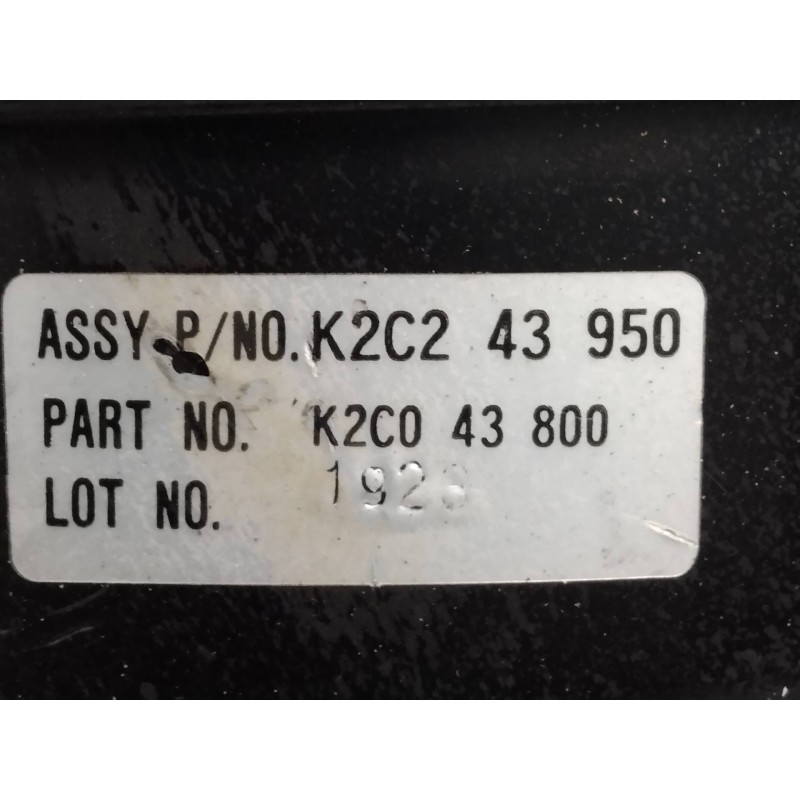 ASSY P/NO. K2C2 43 950
PART NO. K2C0 43 800
LOT NO.